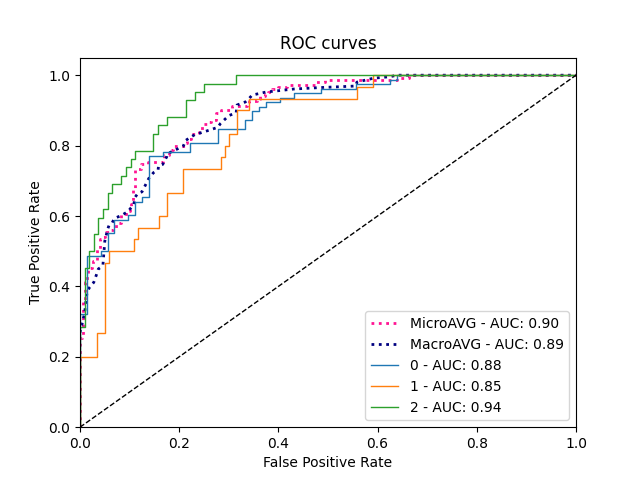 ROC curves
True Positive Rate
1.0
0.8
0.6
0.4
0.2
0.0
0.0 0.2 0.4 0.6 0.8 1.0
False Positive Rate
MicroAVG - AUC: 0.90
MacroAVG - AUC: 0.89
0 - AUC: 0.88
1 - AUC: 0.85
2 - AUC: 0.94